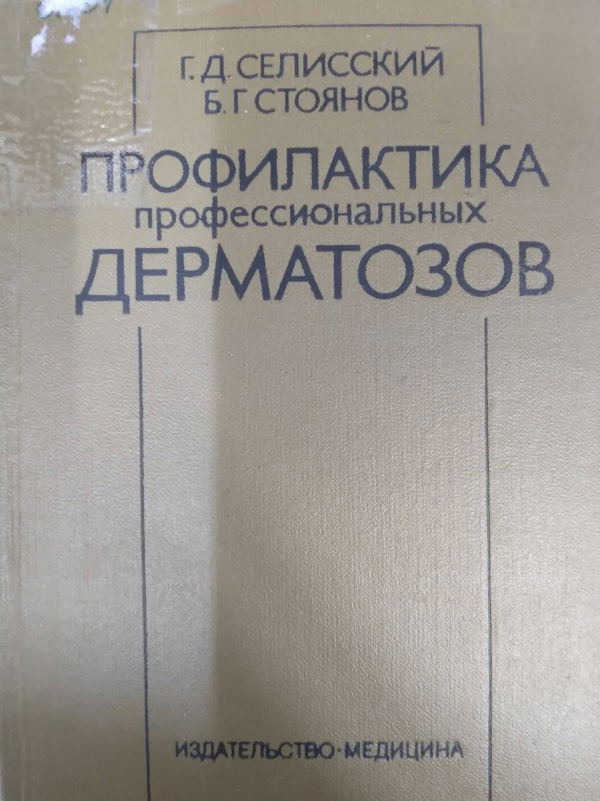 Г. Д. СЕЛИССКИЙ
Б. Г. СТОЯНОВ
ПРОФИЛАКТИКА
профессиональных
ДЕРМАТОЗОВ
ИЗДАТЕЛЬСТВО·МЕДИЦИНА